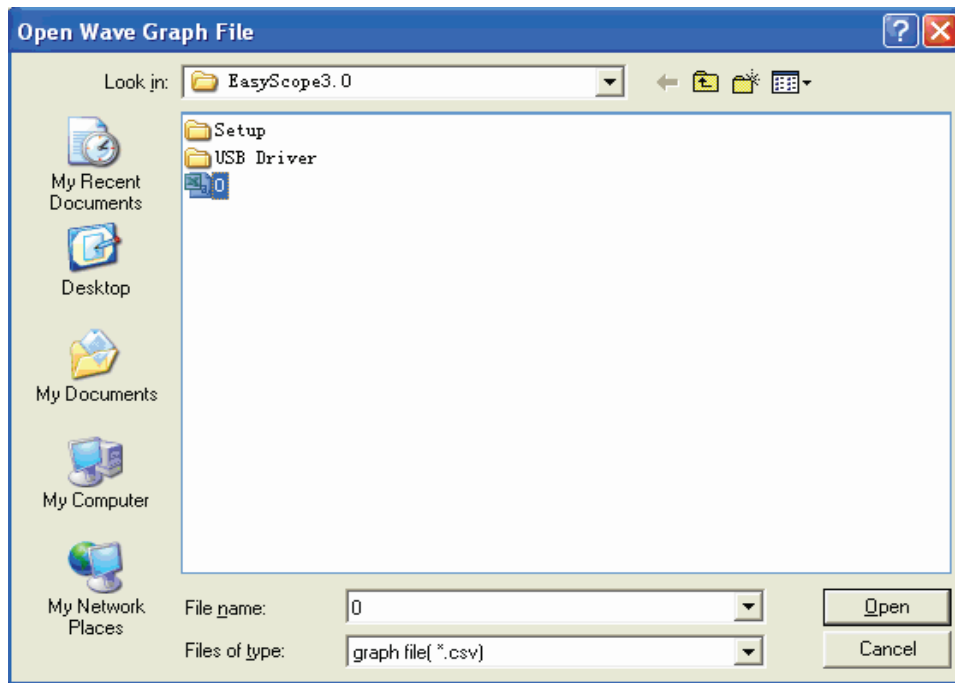 Open Wave Graph File
Look in: EasyScope3.0
Setup
USB Driver
0
My Recent
Documents
Desktop
My Documents
My Computer
My Network
Places
File name: 0 Open
Files of type: graph file( *.csv) Cancel